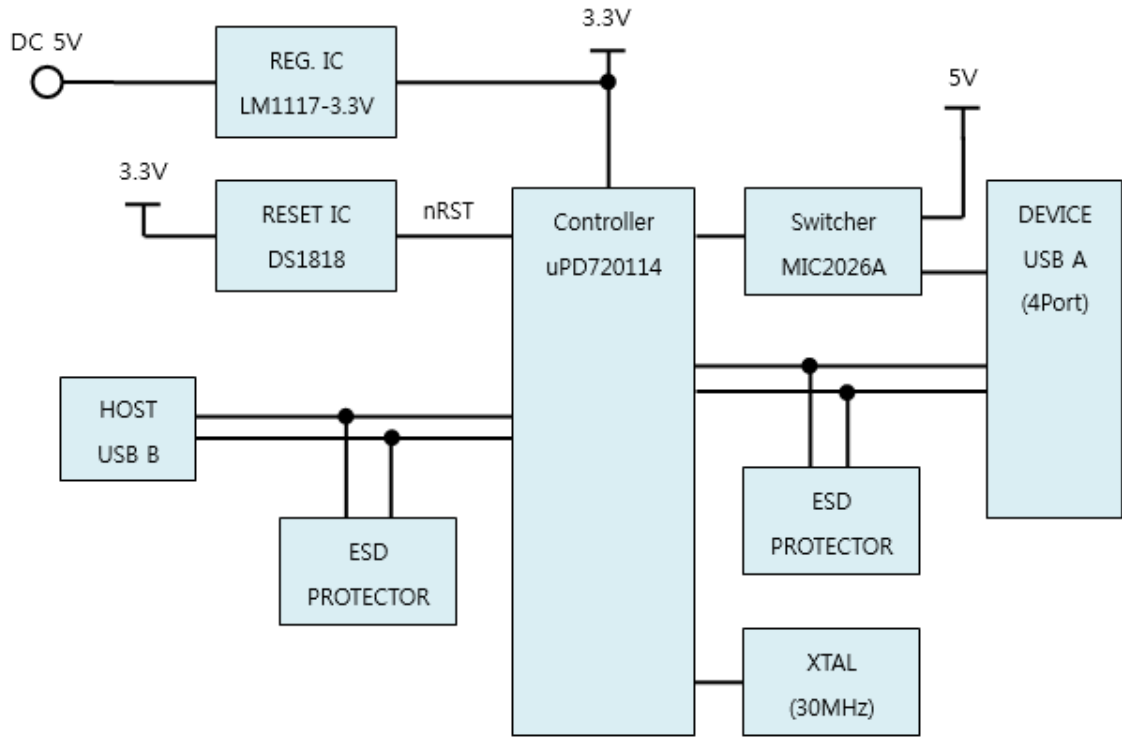 3.3V
DC 5V
REG. IC
LM1117-3.3V
5V
3.3V
RESET IC
DS1818
nRST
Controller
uPD720114
Switcher
MIC2026A
DEVICE
USB A
(4Port)
HOST
USB B
ESD
PROTECTOR
ESD
PROTECTOR
XTAL
(30MHz)